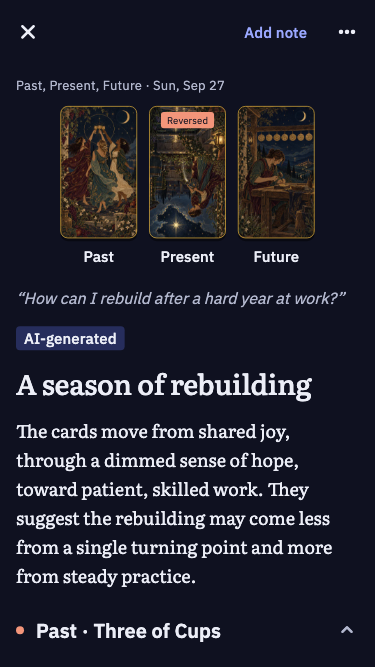 Add note
Past, Present, Future · Sun, Sep 27
Reversed
Past
Present
Future
“How can I rebuild after a hard year at work?”
AI-generated
A season of rebuilding
The cards move from shared joy,
through a dimmed sense of hope,
toward patient, skilled work. They
suggest the rebuilding may come less
from a single turning point and more
from steady practice.
Past · Three of Cups